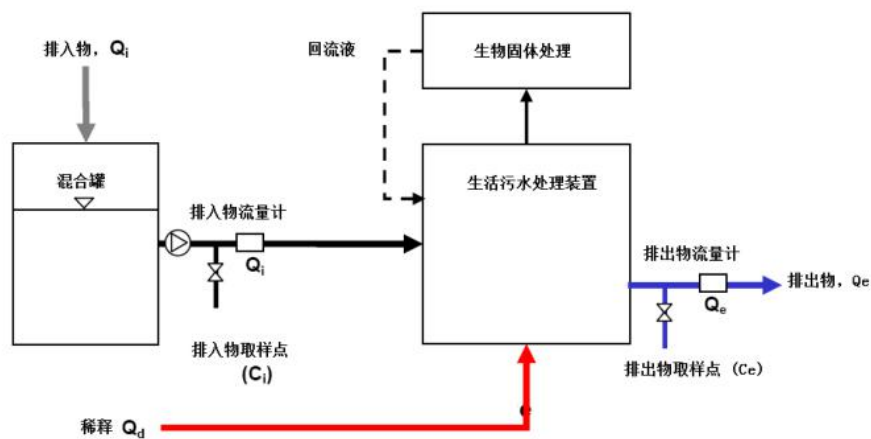 排入物，Qi
回流液
生物固体处理
混合罐
生活污水处理装置
排入物流量计
Qi
排出物流量计
排出物，Qe
Qe
排入物取样点
(Ci)
排出物取样点（Ce）
稀释 Qd